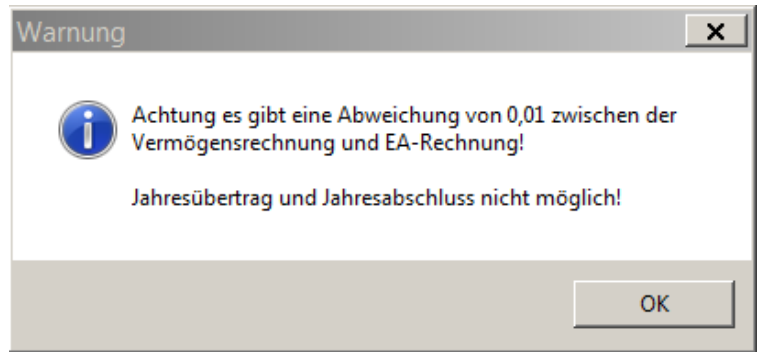 Warnung
Achtung es gibt eine Abweichung von 0,01 zwischen der
Vermögensrechnung und EA-Rechnung!
Jahresübertrag und Jahresabschluss nicht möglich!
OK